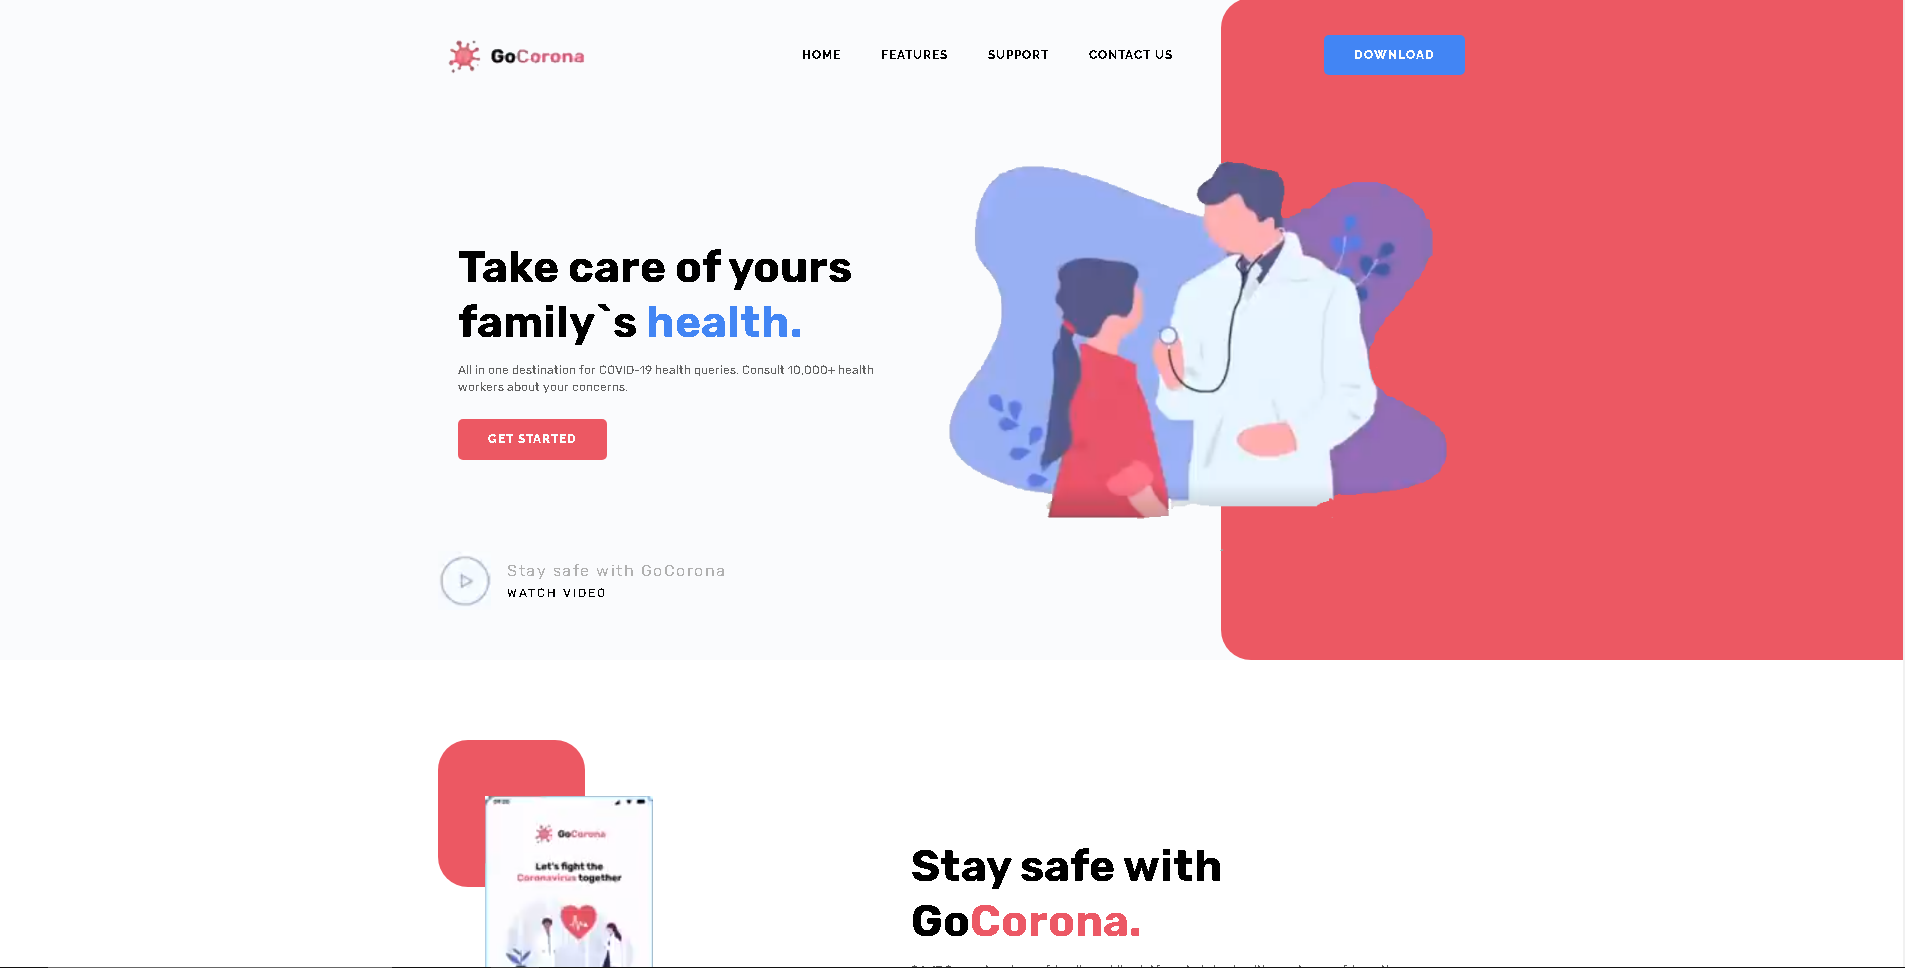 GoCorona
HOME FEATURES SUPPORT CONTACT US
DOWNLOAD
Take care of yours
family`s health.
All in one destination for COVID-19 health queries. Consult 10,000+ health
workers about your concerns.
GET STARTED
Stay safe with GoCorona
WATCH VIDEO
GoCorona
Let's fight the
Coronavirus together
Stay safe with
GoCorona.